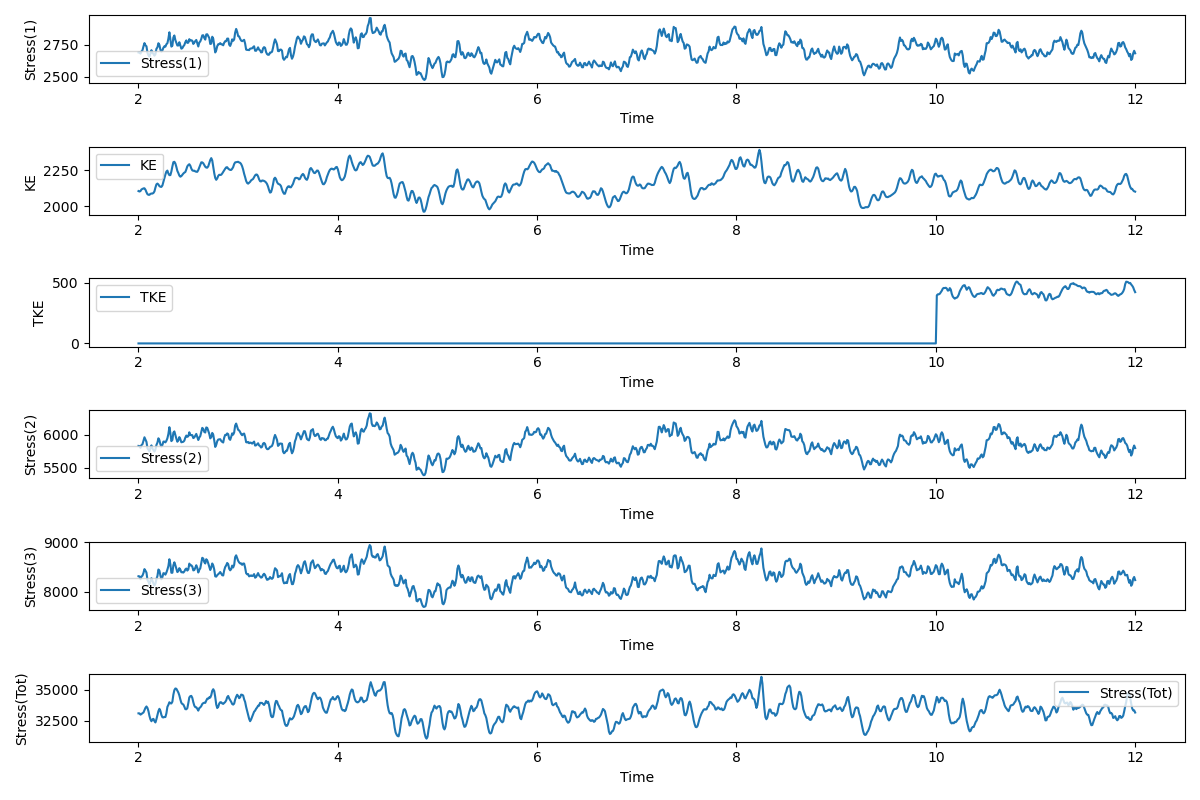 Stress(1)
2750
2500
Stress(1)
2 4 6 8 10 12
Time
KE
2250
2000
KE
2 4 6 8 10 12
Time
TKE
500
0
TKE
2 4 6 8 10 12
Time
Stress(2)
6000
5500
Stress(2)
2 4 6 8 10 12
Time
Stress(3)
9000
8000
Stress(3)
2 4 6 8 10 12
Time
Stress(Tot)
35000
32500
Stress(Tot)
2 4 6 8 10 12
Time